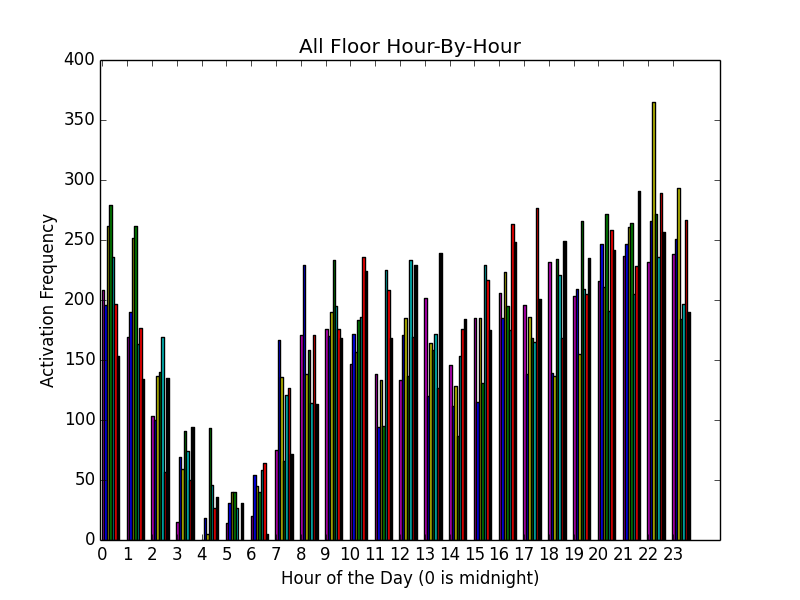 All Floor Hour-By-Hour
400
350
300
250
200
150
100
50
0
Activation Frequency
0 1 2 3 4 5 6 7 8 9 10 11 12 13 14 15 16 17 18 19 20 21 22 23
Hour of the Day (0 is midnight)